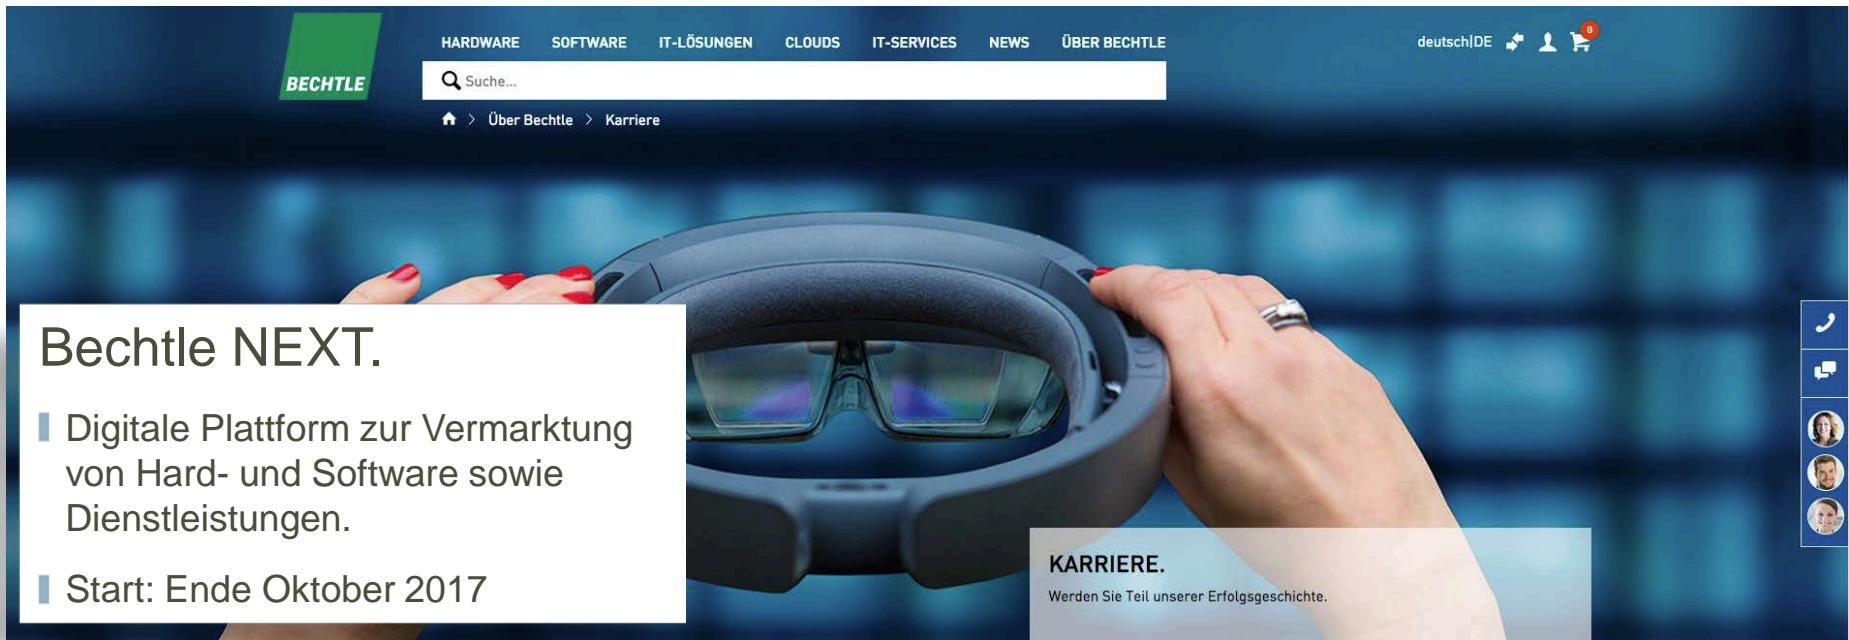 BECHTLE
HARDWARE SOFTWARE IT-LÖSUNGEN CLOUDS IT-SERVICES NEWS ÜBER BECHTLE
deutsch|DE
0
Suche...
> Über Bechtle > Karriere
Bechtle NEXT.
Digitale Plattform zur Vermarktung
von Hard- und Software sowie
Dienstleistungen.
Start: Ende Oktober 2017
KARRIERE.
Werden Sie Teil unserer Erfolgsgeschichte.